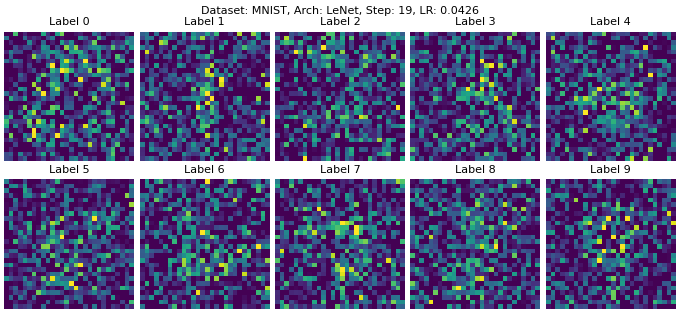 Dataset: MNIST, Arch: LeNet, Step: 19, LR: 0.0426
Label 0
Label 1
Label 2
Label 3
Label 4
Label 5
Label 6
Label 7
Label 8
Label 9